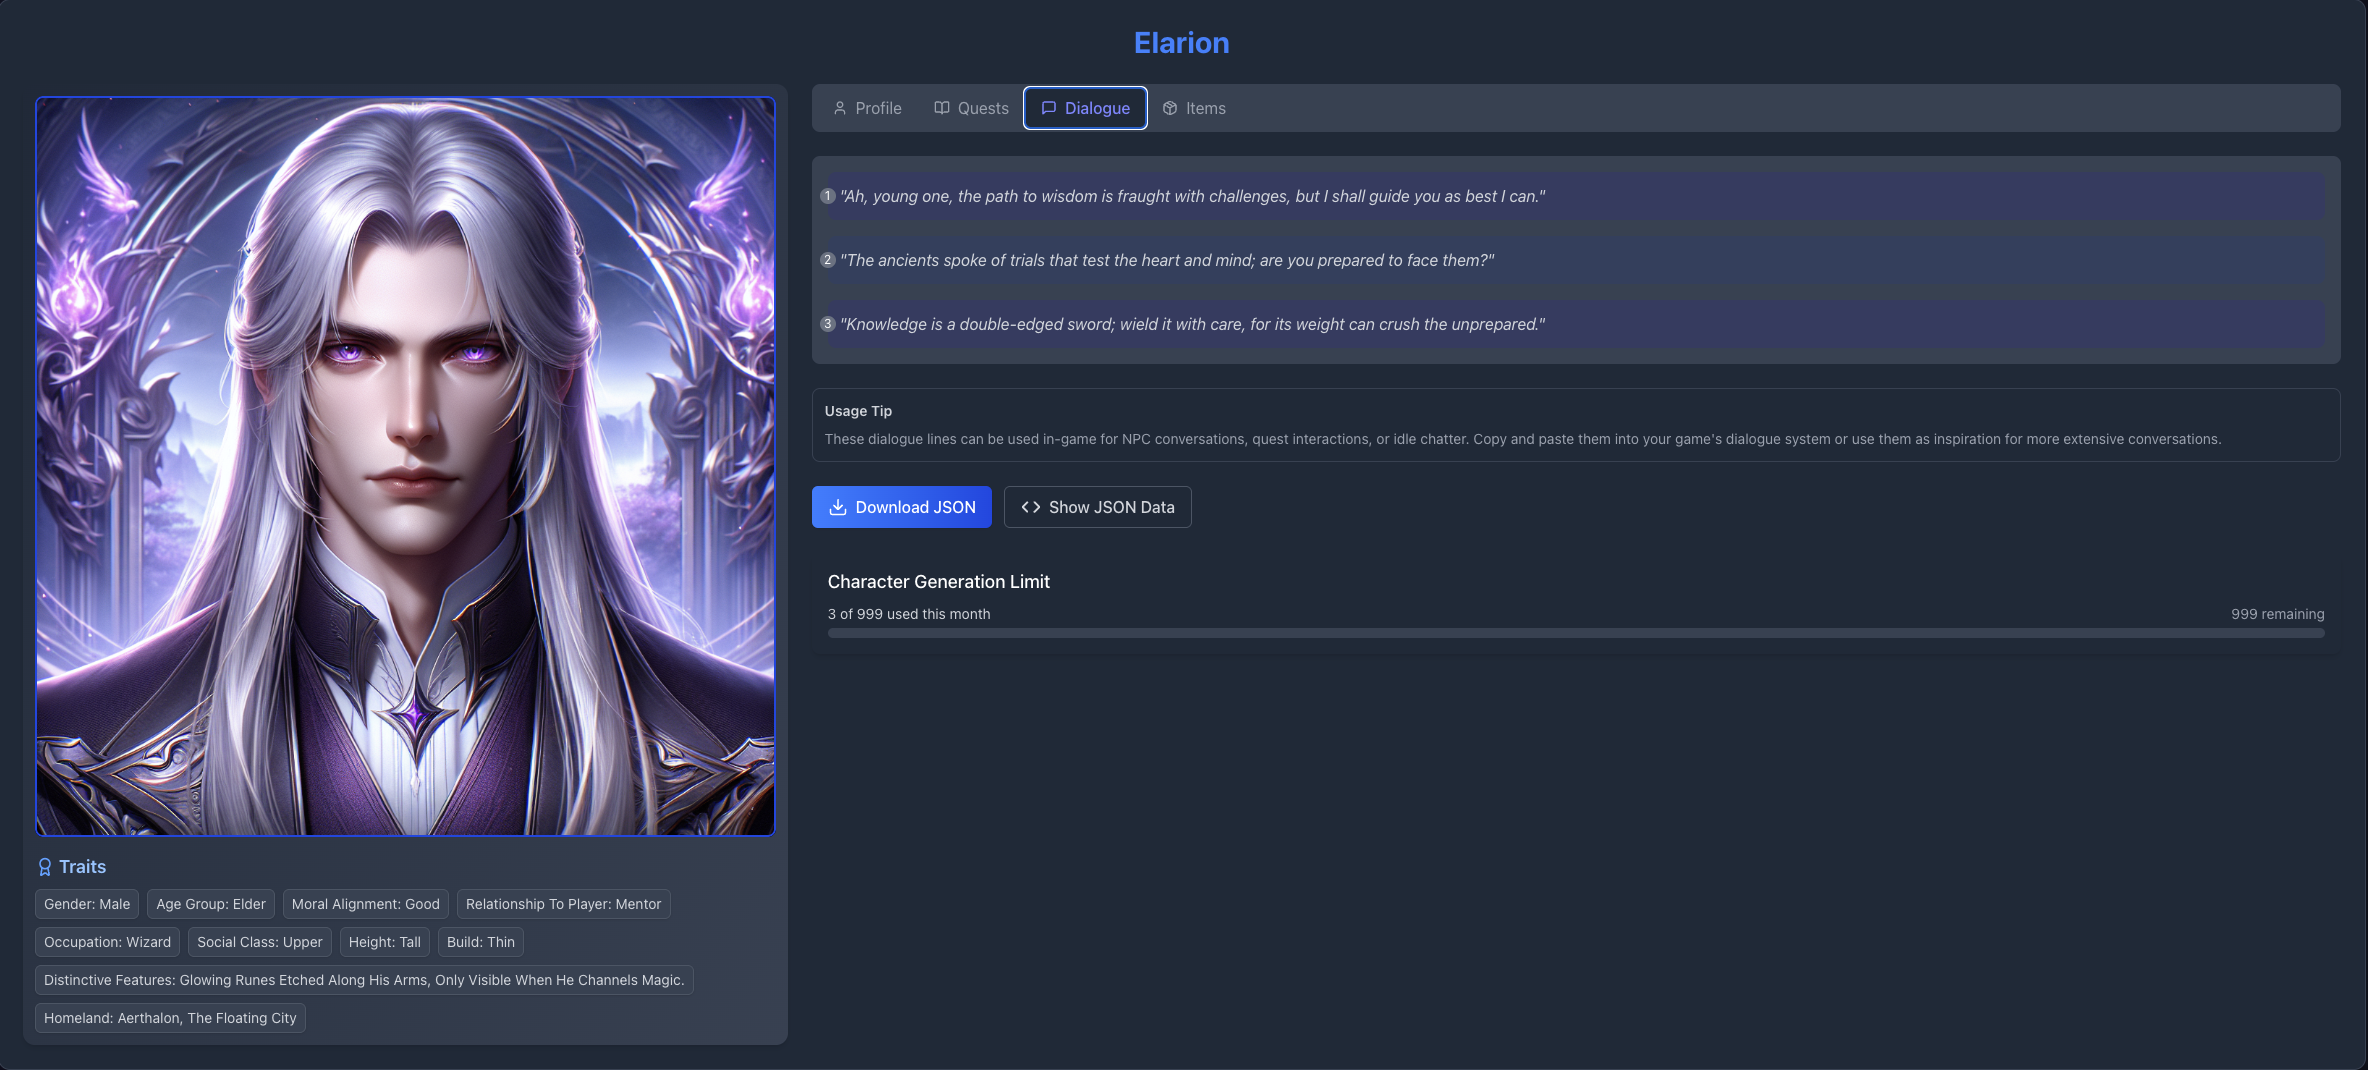 Elarion
Profile
Quests
Dialogue
Items
1 "Ah, young one, the path to wisdom is fraught with challenges, but I shall guide you as best I can."
2 "The ancients spoke of trials that test the heart and mind; are you prepared to face them?"
3 "Knowledge is a double-edged sword; wield it with care, for its weight can crush the unprepared."
Usage Tip
These dialogue lines can be used in-game for NPC conversations, quest interactions, or idle chatter. Copy and paste them into your game's dialogue system or use them as inspiration for more extensive conversations.
Download JSON
Show JSON Data
Character Generation Limit
3 of 999 used this month
999 remaining
Traits
Gender: Male
Age Group: Elder
Moral Alignment: Good
Relationship To Player: Mentor
Occupation: Wizard
Social Class: Upper
Height: Tall
Build: Thin
Distinctive Features: Glowing Runes Etched Along His Arms, Only Visible When He Channels Magic.
Homeland: Aerthalon, The Floating City